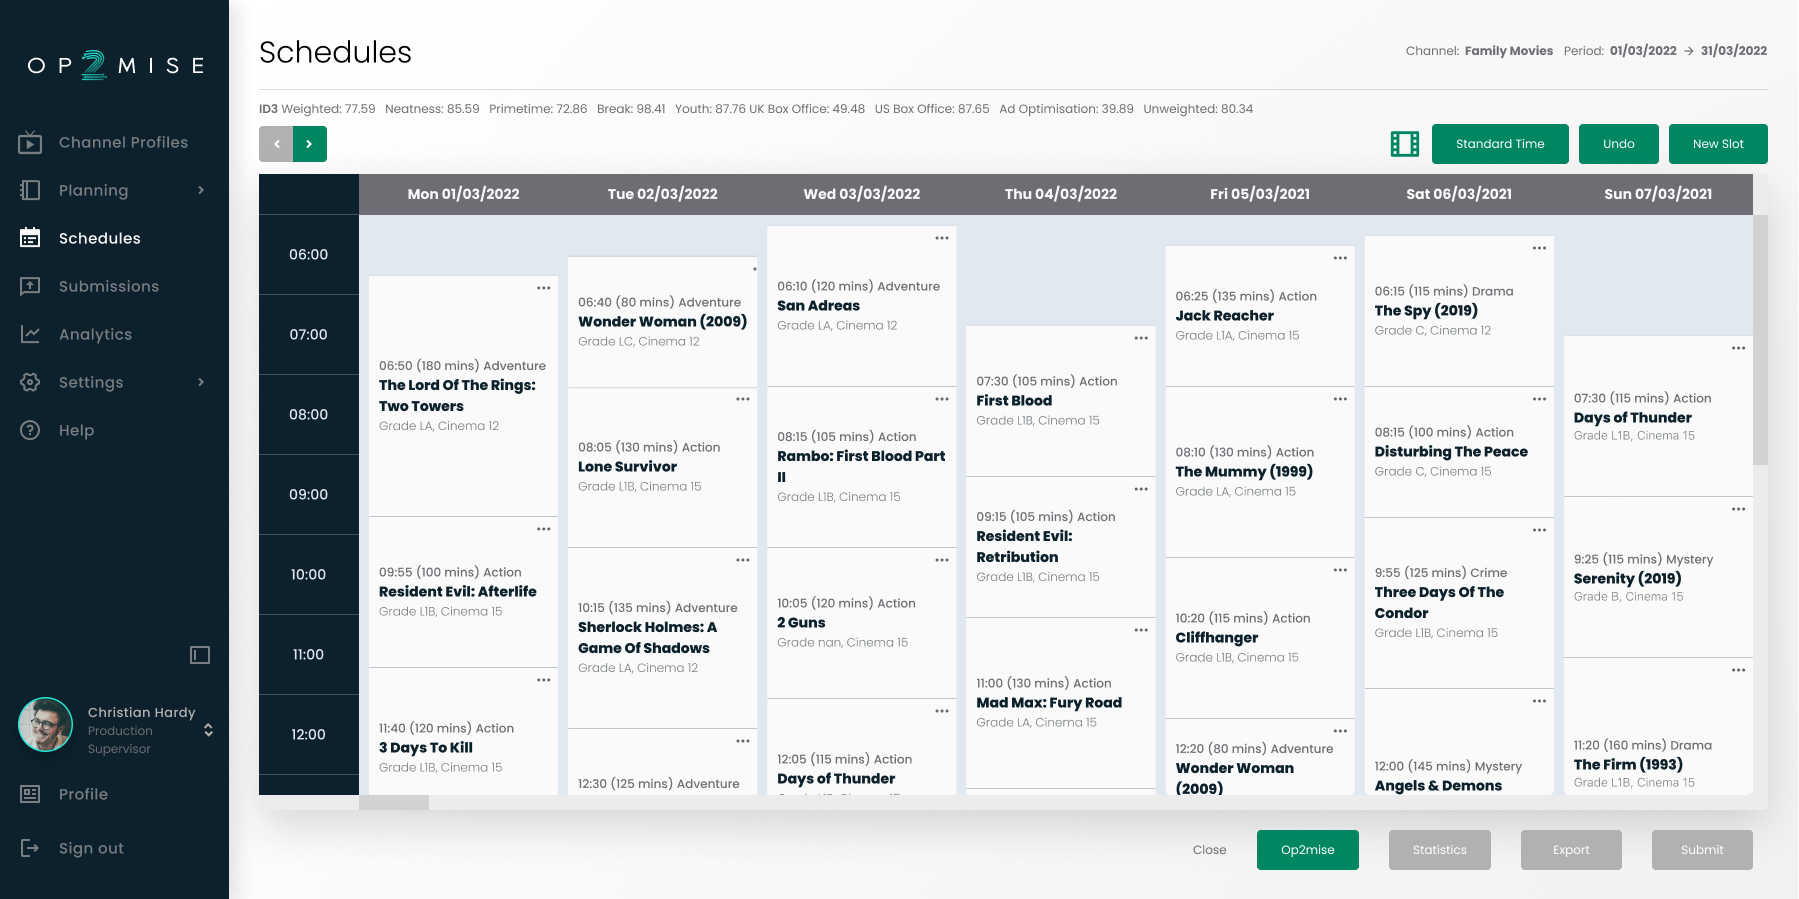 OP2MISE
Channel Profiles
Planning
Schedules
Submissions
Analytics
Settings
Help
Christian Hardy
Production
Supervisor
Profile
Sign out
Schedules
Channel: Family Movies Period: 01/03/2022 → 31/03/2022
ID3 Weighted: 77.59 Neatness: 85.59 Primetime: 72.86 Break: 98.41 Youth: 87.76 UK Box Office: 49.48 US Box Office: 87.65 Ad Optimisation: 39.89 Unweighted: 80.34
Standard Time
Undo
New Slot
Mon 01/03/2022
Tue 02/03/2022
Wed 03/03/2022
Thu 04/03/2022
Fri 05/03/2021
Sat 06/03/2021
Sun 07/03/2021
06:00
07:00
08:00
09:00
10:00
11:00
12:00
06:50 (180 mins) Adventure
The Lord Of The Rings:
Two Towers
Grade LA, Cinema 12
09:55 (100 mins) Action
Resident Evil: Afterlife
Grade L1B, Cinema 15
11:40 (120 mins) Action
3 Days To Kill
Grade L1B, Cinema 15
06:40 (80 mins) Adventure
Wonder Woman (2009)
Grade LC, Cinema 12
08:05 (130 mins) Action
Lone Survivor
Grade L1B, Cinema 15
10:15 (135 mins) Adventure
Sherlock Holmes: A
Game Of Shadows
Grade LA, Cinema 12
12:30 (125 mins) Adventure
06:10 (120 mins) Adventure
San Adreas
Grade LA, Cinema 12
08:15 (105 mins) Action
Rambo: First Blood Part
II
Grade L1B, Cinema 15
10:05 (120 mins) Action
2 Guns
Grade nan, Cinema 15
12:05 (115 mins) Action
Days of Thunder
07:30 (105 mins) Action
First Blood
Grade L1B, Cinema 15
09:15 (105 mins) Action
Resident Evil:
Retribution
Grade L1B, Cinema 15
11:00 (130 mins) Action
Mad Max: Fury Road
Grade LA, Cinema 15
06:25 (135 mins) Action
Jack Reacher
Grade L1A, Cinema 15
08:10 (130 mins) Action
The Mummy (1999)
Grade LA, Cinema 15
10:20 (115 mins) Action
Cliffhanger
Grade L1B, Cinema 15
12:20 (80 mins) Adventure
Wonder Woman
(2009)
06:15 (115 mins) Drama
The Spy (2019)
Grade C, Cinema 12
08:15 (100 mins) Action
Disturbing The Peace
Grade C, Cinema 15
9:55 (125 mins) Crime
Three Days Of The
Condor
Grade L1B, Cinema 15
12:00 (145 mins) Mystery
Angels & Demons
07:30 (115 mins) Action
Days of Thunder
Grade L1B, Cinema 15
9:25 (115 mins) Mystery
Serenity (2019)
Grade B, Cinema 15
11:20 (160 mins) Drama
The Firm (1993)
Grade L1B, Cinema 15
Close
Op2mise
Statistics
Export
Submit